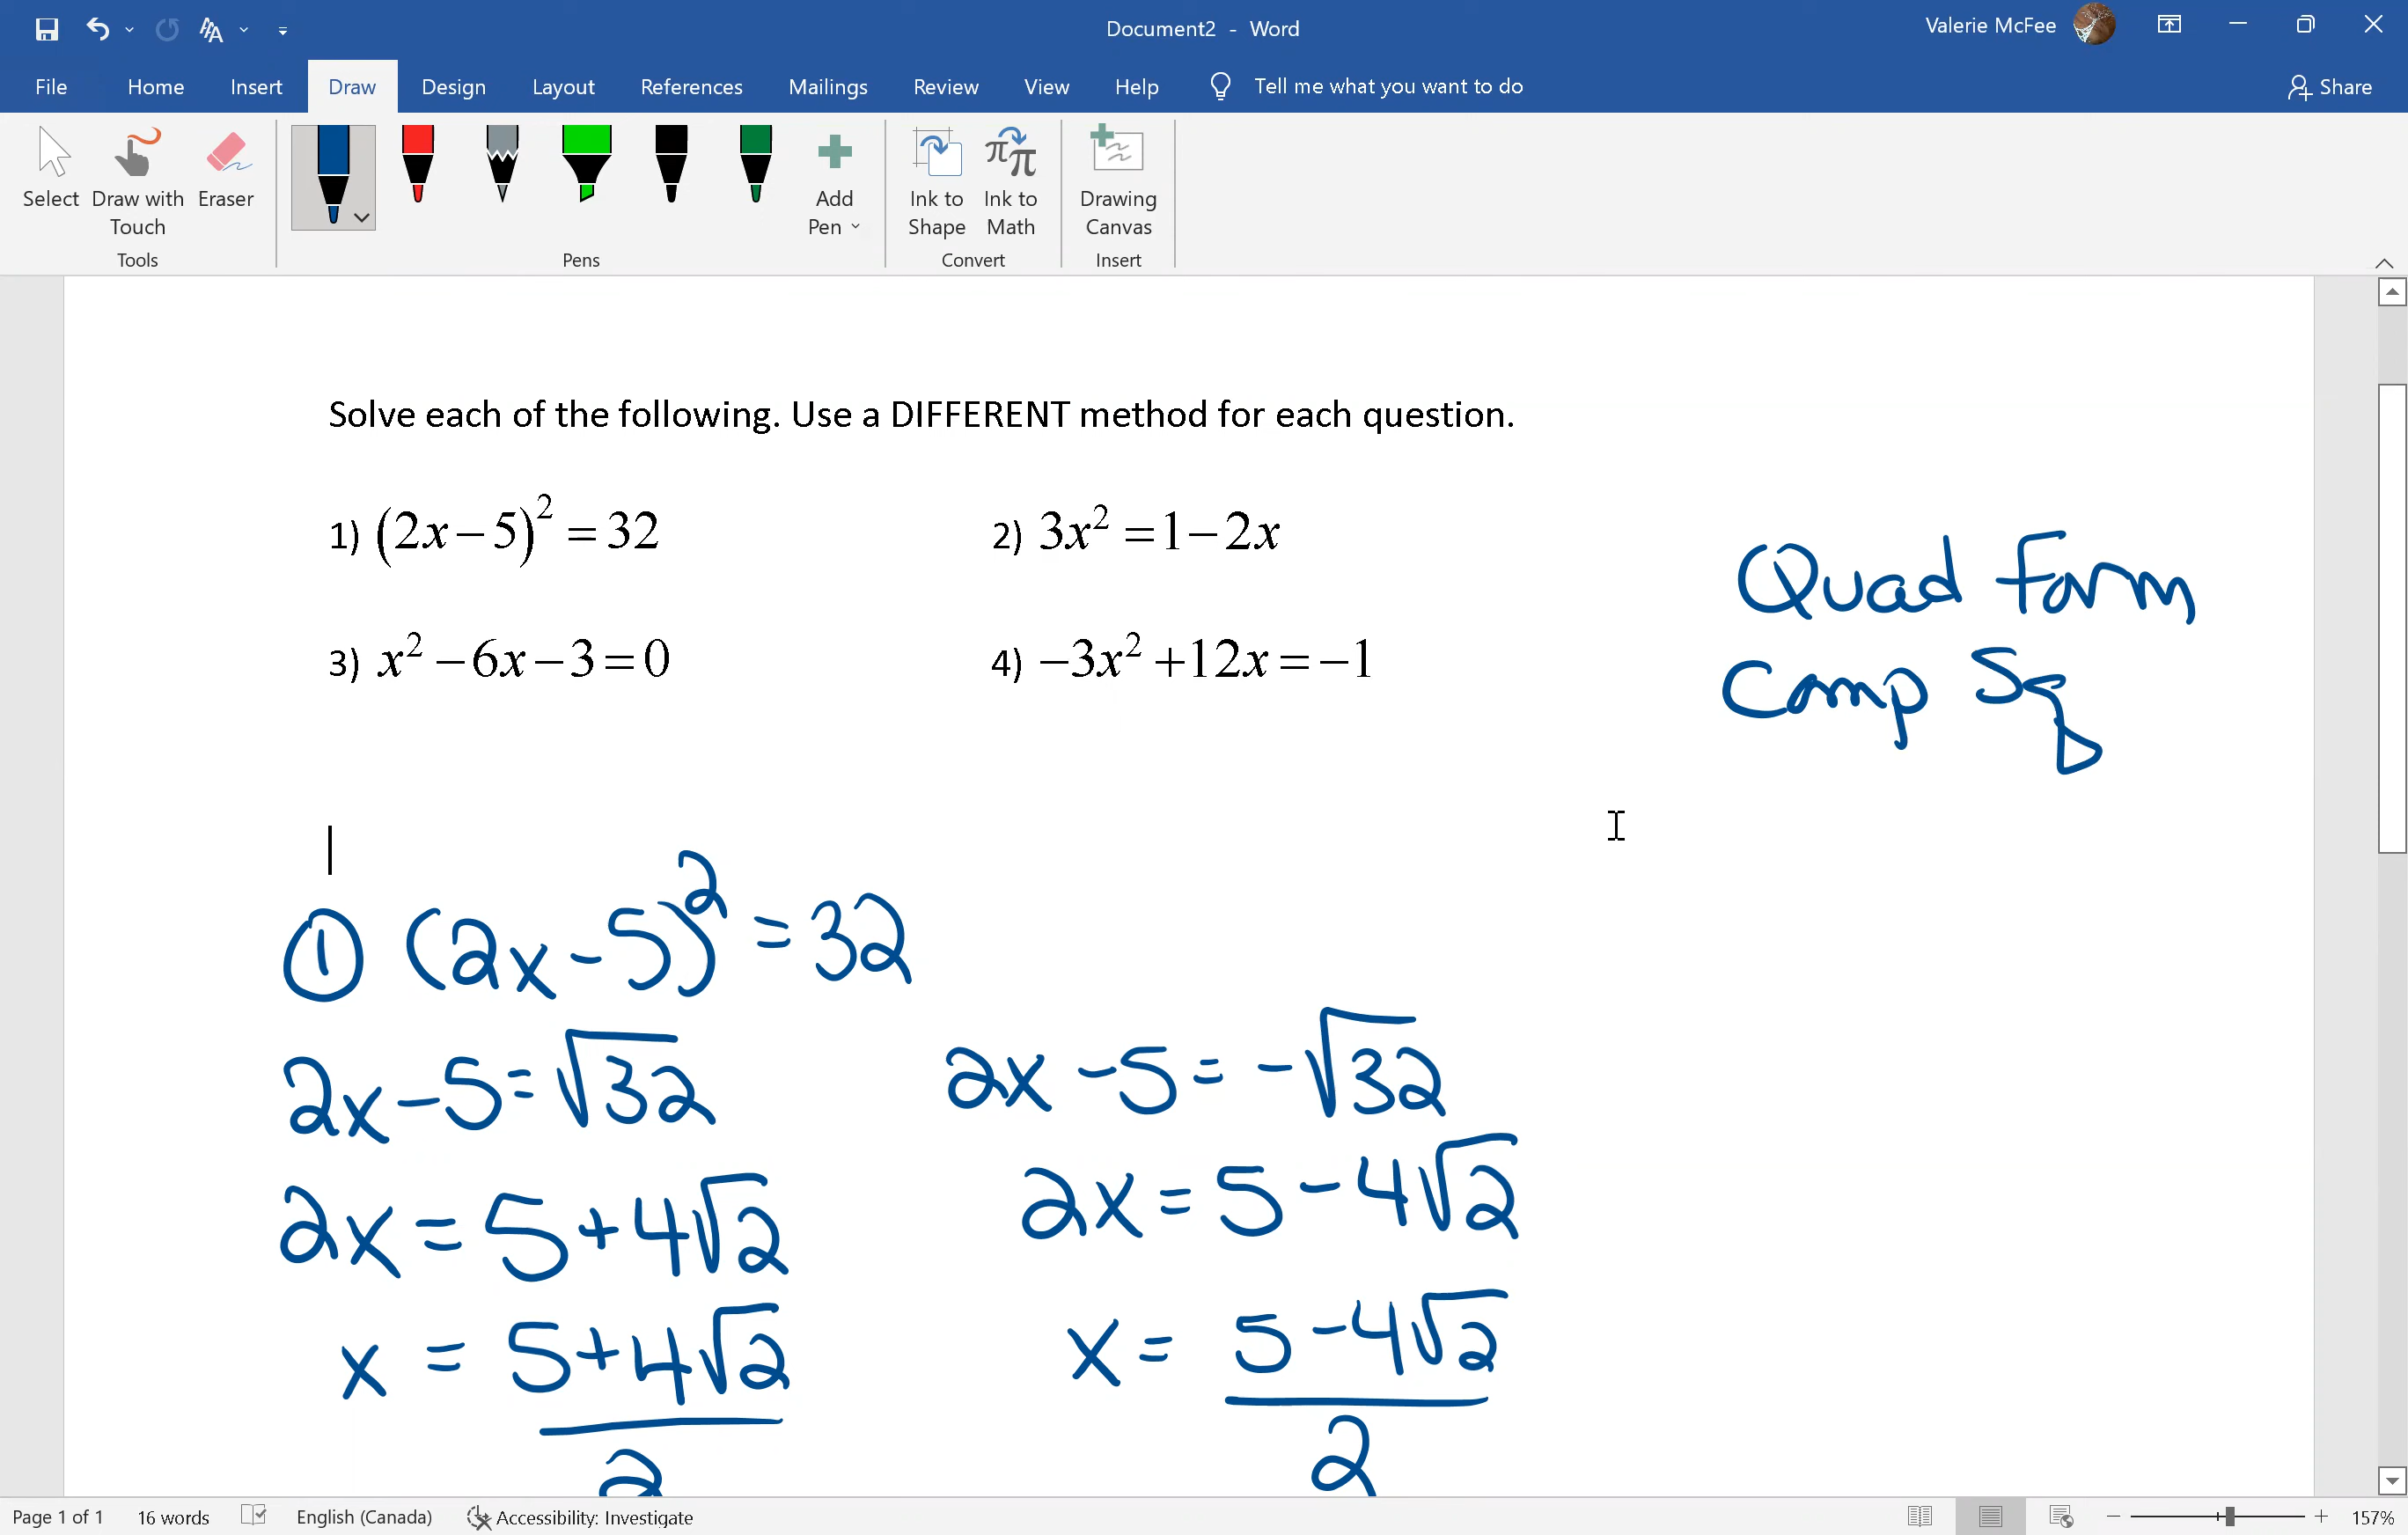 Document2 - Word
Valerie McFee
File Home Insert Draw Design Layout References Mailings Review View Help Tell me what you want to do Share
Select Draw with Touch Eraser
Add Pen
Ink to Shape Ink to Math
Drawing Canvas
Tools Pens Convert Insert
Solve each of the following. Use a DIFFERENT method for each question.
1) (2x − 5)² = 32
2) 3x² = 1 − 2x
3) x² − 6x − 3 = 0
4) −3x² + 12x = −1
Quad Form
Comp Sq
① (2x − 5)² = 32
2x − 5 = √32
2x − 5 = −√32
2x = 5 + 4√2
2x = 5 − 4√2
x = 5 + 4√2
2
x = 5 − 4√2
2
Page 1 of 1 16 words English (Canada) Accessibility: Investigate 157%